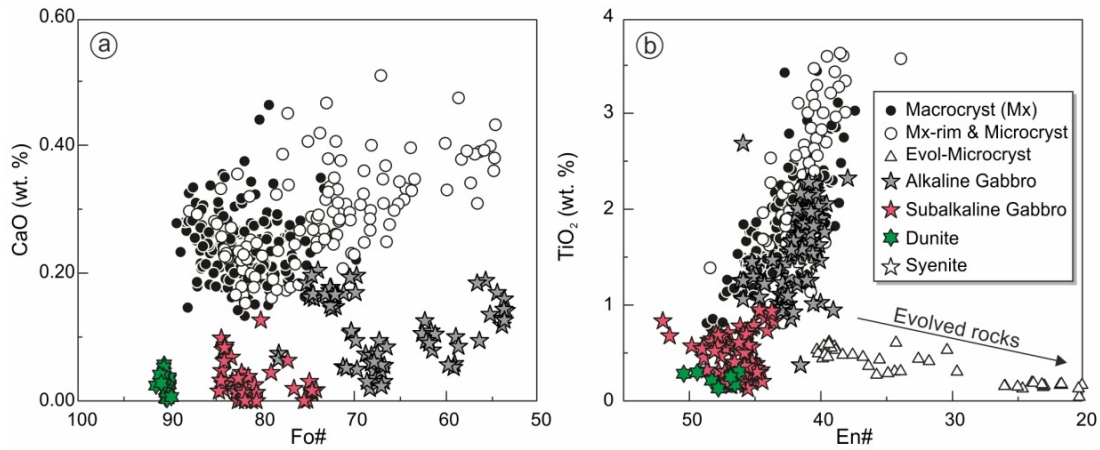 0.60
a
0.40
CaO (wt. %)
0.20
0.00
100
90
80
70
60
50
Fo#
4
b
3
TiO2 (wt. %)
2
1
0
50
40
30
20
En#
Macrocryst (Mx)
Mx-rim & Microcryst
Evol-Microcryst
Alkaline Gabbro
Subalkaline Gabbro
Dunite
Syenite
Evolved rocks